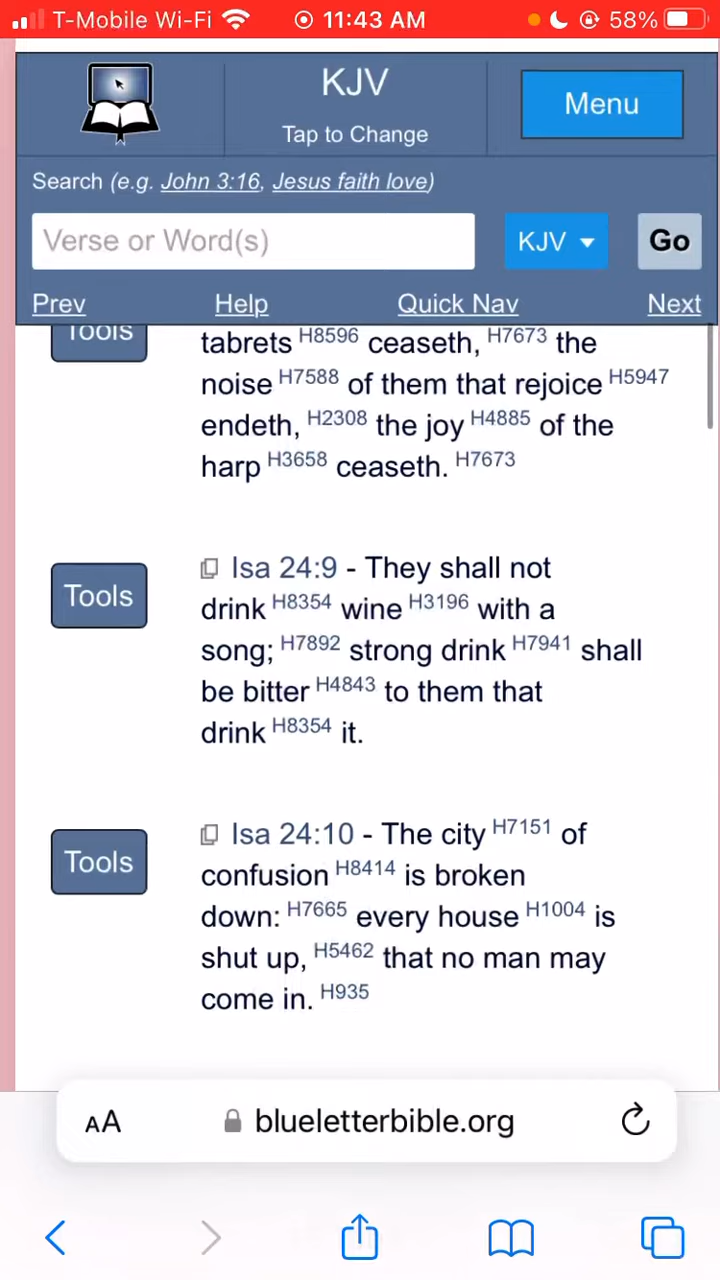 T-Mobile Wi-Fi 11:43 AM 58%
KJV
Tap to Change
Menu
Search (e.g. John 3:16, Jesus faith love)
Verse or Word(s)
KJV
Go
Prev Help Quick Nav Next
Tools
tabrets H8596 ceaseth, H7673 the
noise H7588 of them that rejoice H5947
endeth, H2308 the joy H4885 of the
harp H3658 ceaseth. H7673
Tools
Isa 24:9 - They shall not
drink H8354 wine H3196 with a
song; H7892 strong drink H7941 shall
be bitter H4843 to them that
drink H8354 it.
Tools
Isa 24:10 - The city H7151 of
confusion H8414 is broken
down: H7665 every house H1004 is
shut up, H5462 that no man may
come in. H935
AA blueletterbible.org